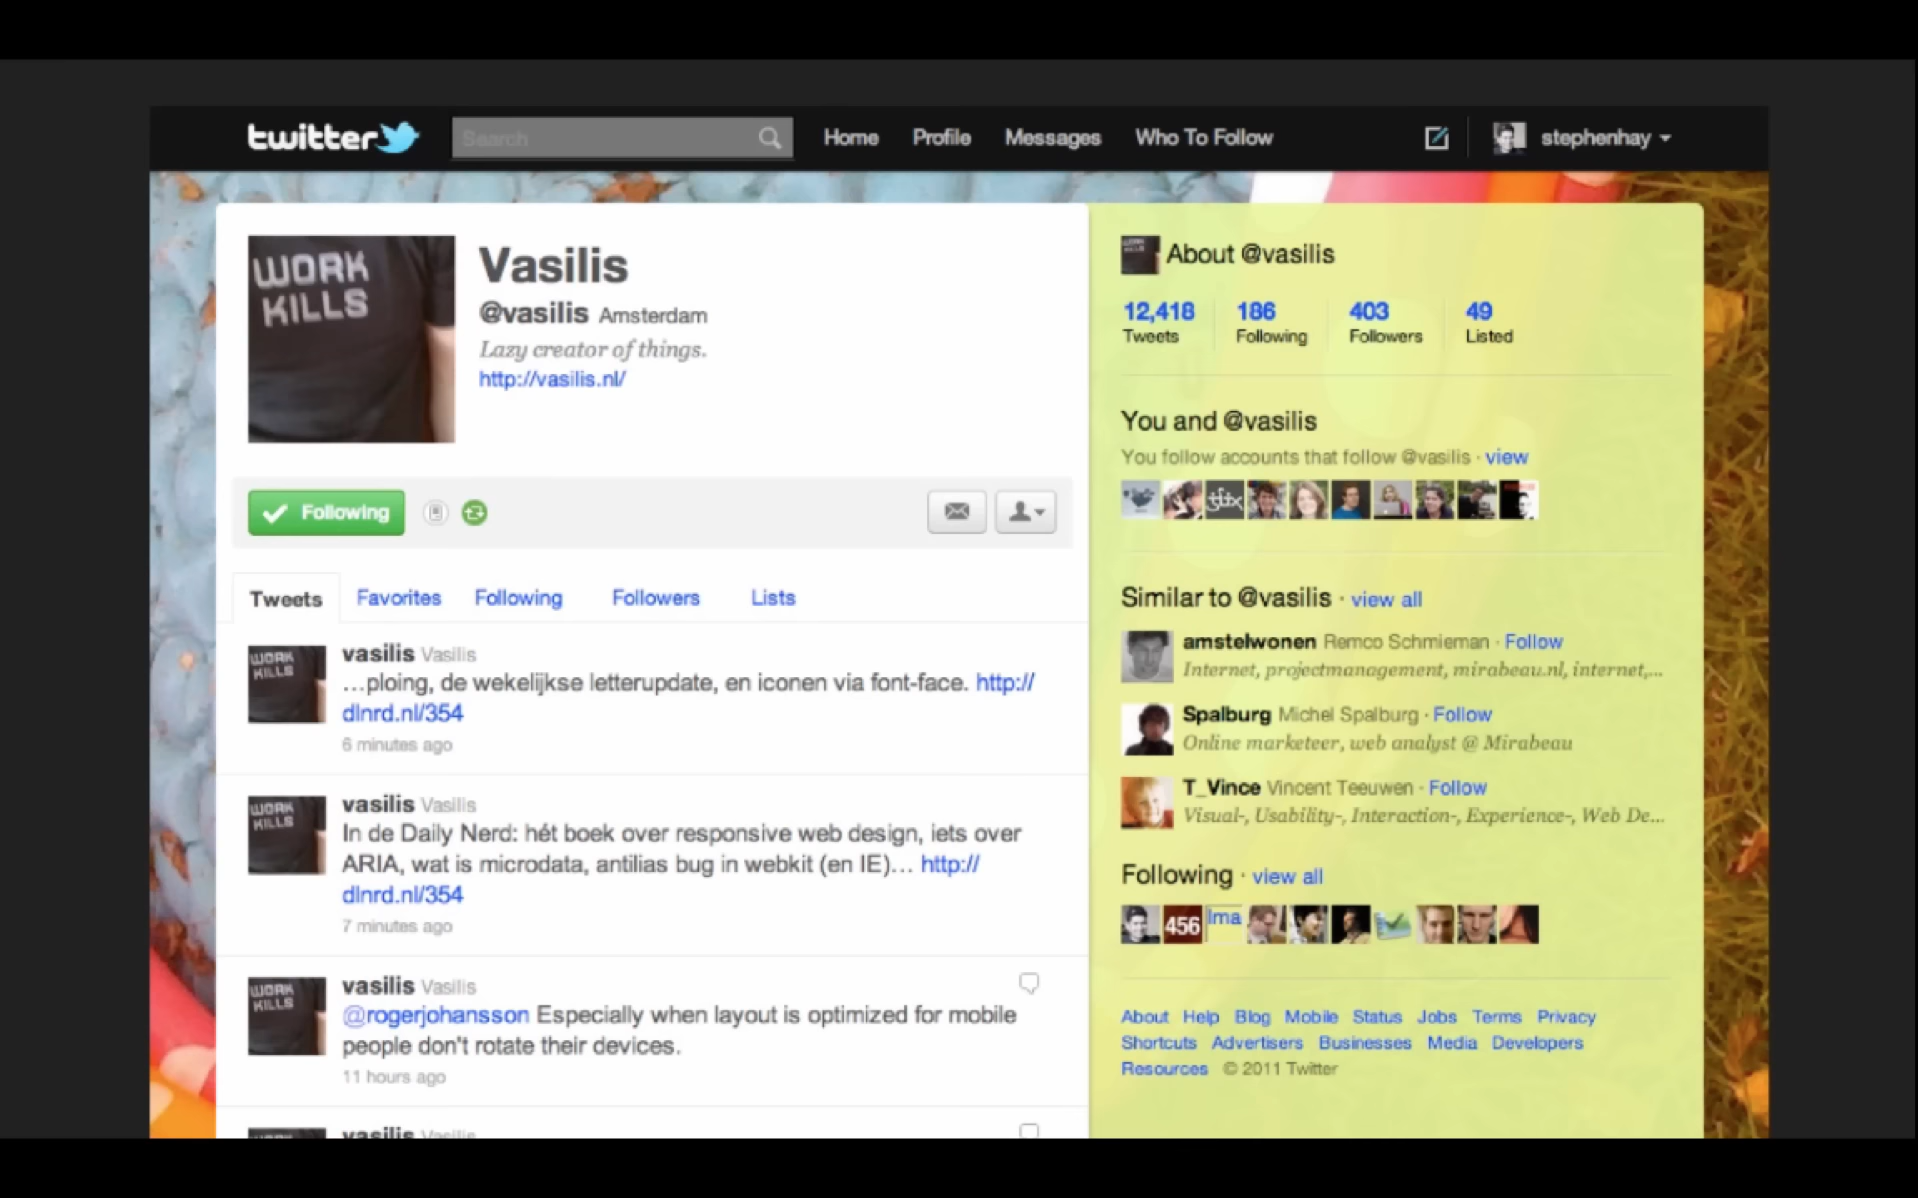 twitter Search Home Profile Messages Who To Follow stephenhay
WORK
KILLS
Vasilis
@vasilis Amsterdam
Lazy creator of things.
http://vasilis.nl/
Following
Tweets Favorites Following Followers Lists
WORK
KILLS
vasilis Vasilis
...ploing, de wekelijkse letterupdate, en iconen via font-face. http://
dlnrd.nl/354
6 minutes ago
WORK
KILLS
vasilis Vasilis
In de Daily Nerd: hét boek over responsive web design, iets over
ARIA, wat is microdata, antilias bug in webkit (en IE)... http://
dlnrd.nl/354
7 minutes ago
WORK
KILLS
vasilis Vasilis
@rogerjohansson Especially when layout is optimized for mobile
people don't rotate their devices.
11 hours ago
vasilis Vasilis
About @vasilis
12,418 186 403 49
Tweets Following Followers Listed
You and @vasilis
You follow accounts that follow @vasilis · view
Similar to @vasilis · view all
amstelwonen Remco Schmieman · Follow
Internet, projectmanagement, mirabeau.nl, internet,...
Spalburg Michel Spalburg · Follow
Online marketeer, web analyst @ Mirabeau
T_Vince Vincent Teeuwen · Follow
Visual-, Usability-, Interaction-, Experience-, Web De...
Following · view all
456 Ima
About Help Blog Mobile Status Jobs Terms Privacy
Shortcuts Advertisers Businesses Media Developers
Resources © 2011 Twitter